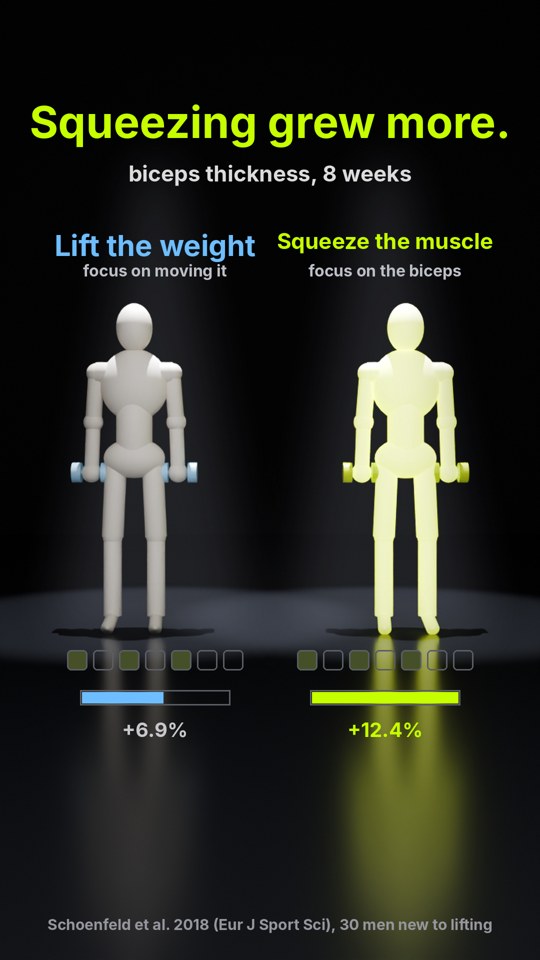 Squeezing grew more.
biceps thickness, 8 weeks
Lift the weight
focus on moving it
Squeeze the muscle
focus on the biceps
+6.9%
+12.4%
Schoenfeld et al. 2018 (Eur J Sport Sci), 30 men new to lifting